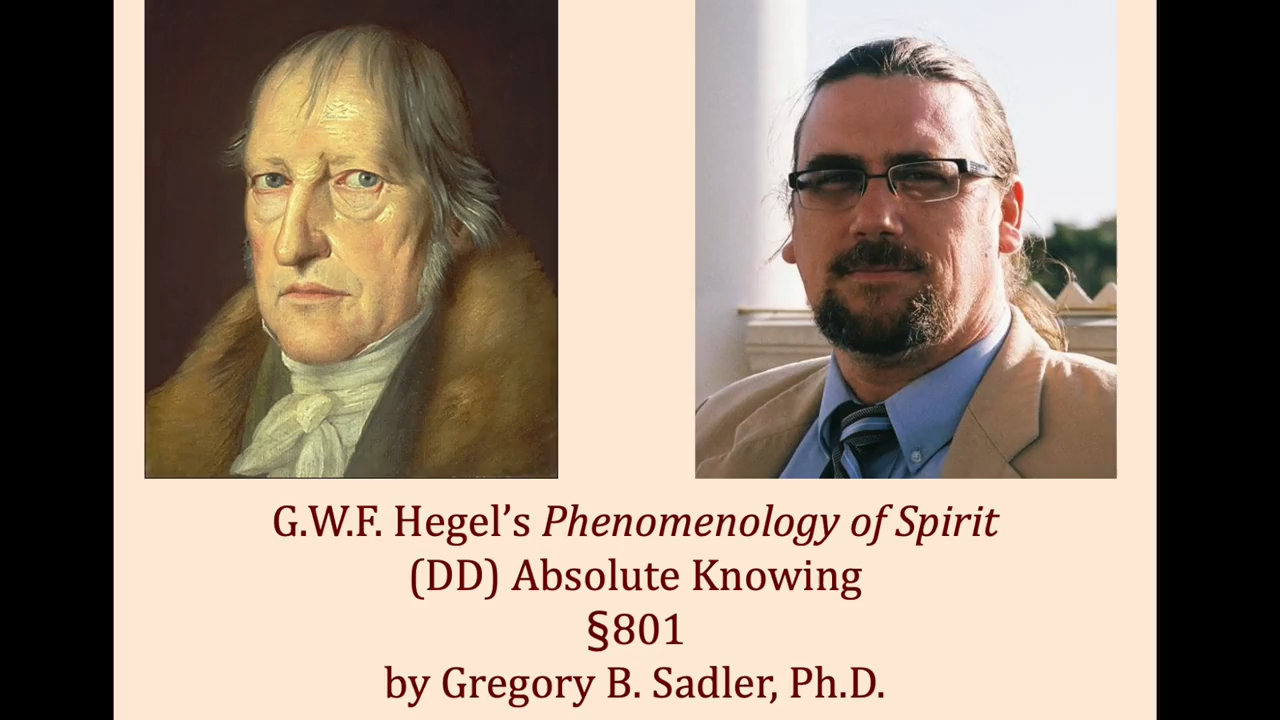 G.W.F. Hegel’s Phenomenology of Spirit
(DD) Absolute Knowing
§801
by Gregory B. Sadler, Ph.D.